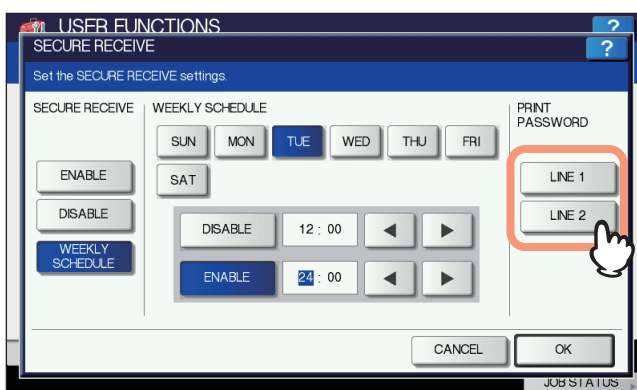 USER FUNCTIONS
?
SECURE RECEIVE
?
Set the SECURE RECEIVE settings.
SECURE RECEIVE
WEEKLY SCHEDULE
PRINT
PASSWORD
SUN MON TUE WED THU FRI
SAT
ENABLE
DISABLE
WEEKLY
SCHEDULE
DISABLE 12 : 00
ENABLE 24 : 00
LINE 1
LINE 2
CANCEL OK
JOB STATUS